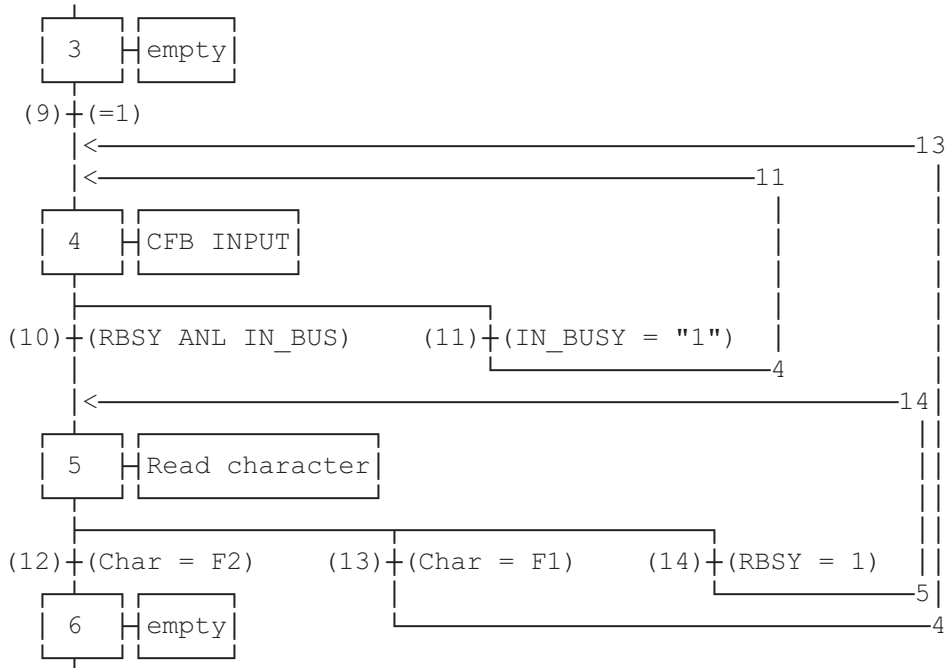 3 empty
(9) (=1)
< 13
< 11
4 CFB INPUT
(10) (RBSY ANL IN_BUS) (11) (IN_BUSY = "1")
4
< 14
5 Read character
(12) (Char = F2) (13) (Char = F1) (14) (RBSY = 1)
5
6 empty
4